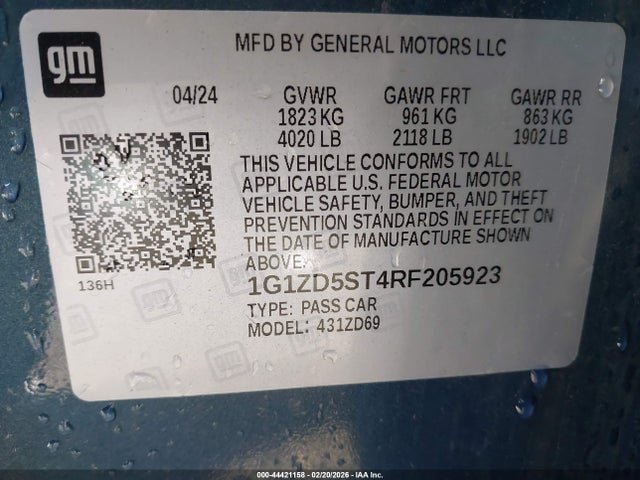 gm
MFD BY GENERAL MOTORS LLC
04/24 GVWR GAWR FRT GAWR RR
1823 KG 961 KG 863 KG
4020 LB 2118 LB 1902 LB
THIS VEHICLE CONFORMS TO ALL
APPLICABLE U.S. FEDERAL MOTOR
VEHICLE SAFETY, BUMPER, AND THEFT
PREVENTION STANDARDS IN EFFECT ON
THE DATE OF MANUFACTURE SHOWN
ABOVE.
136H
1G1ZD5ST4RF205923
TYPE: PASS CAR
MODEL: 431ZD69
000-44421158 - 02/20/2026 - IAA Inc.